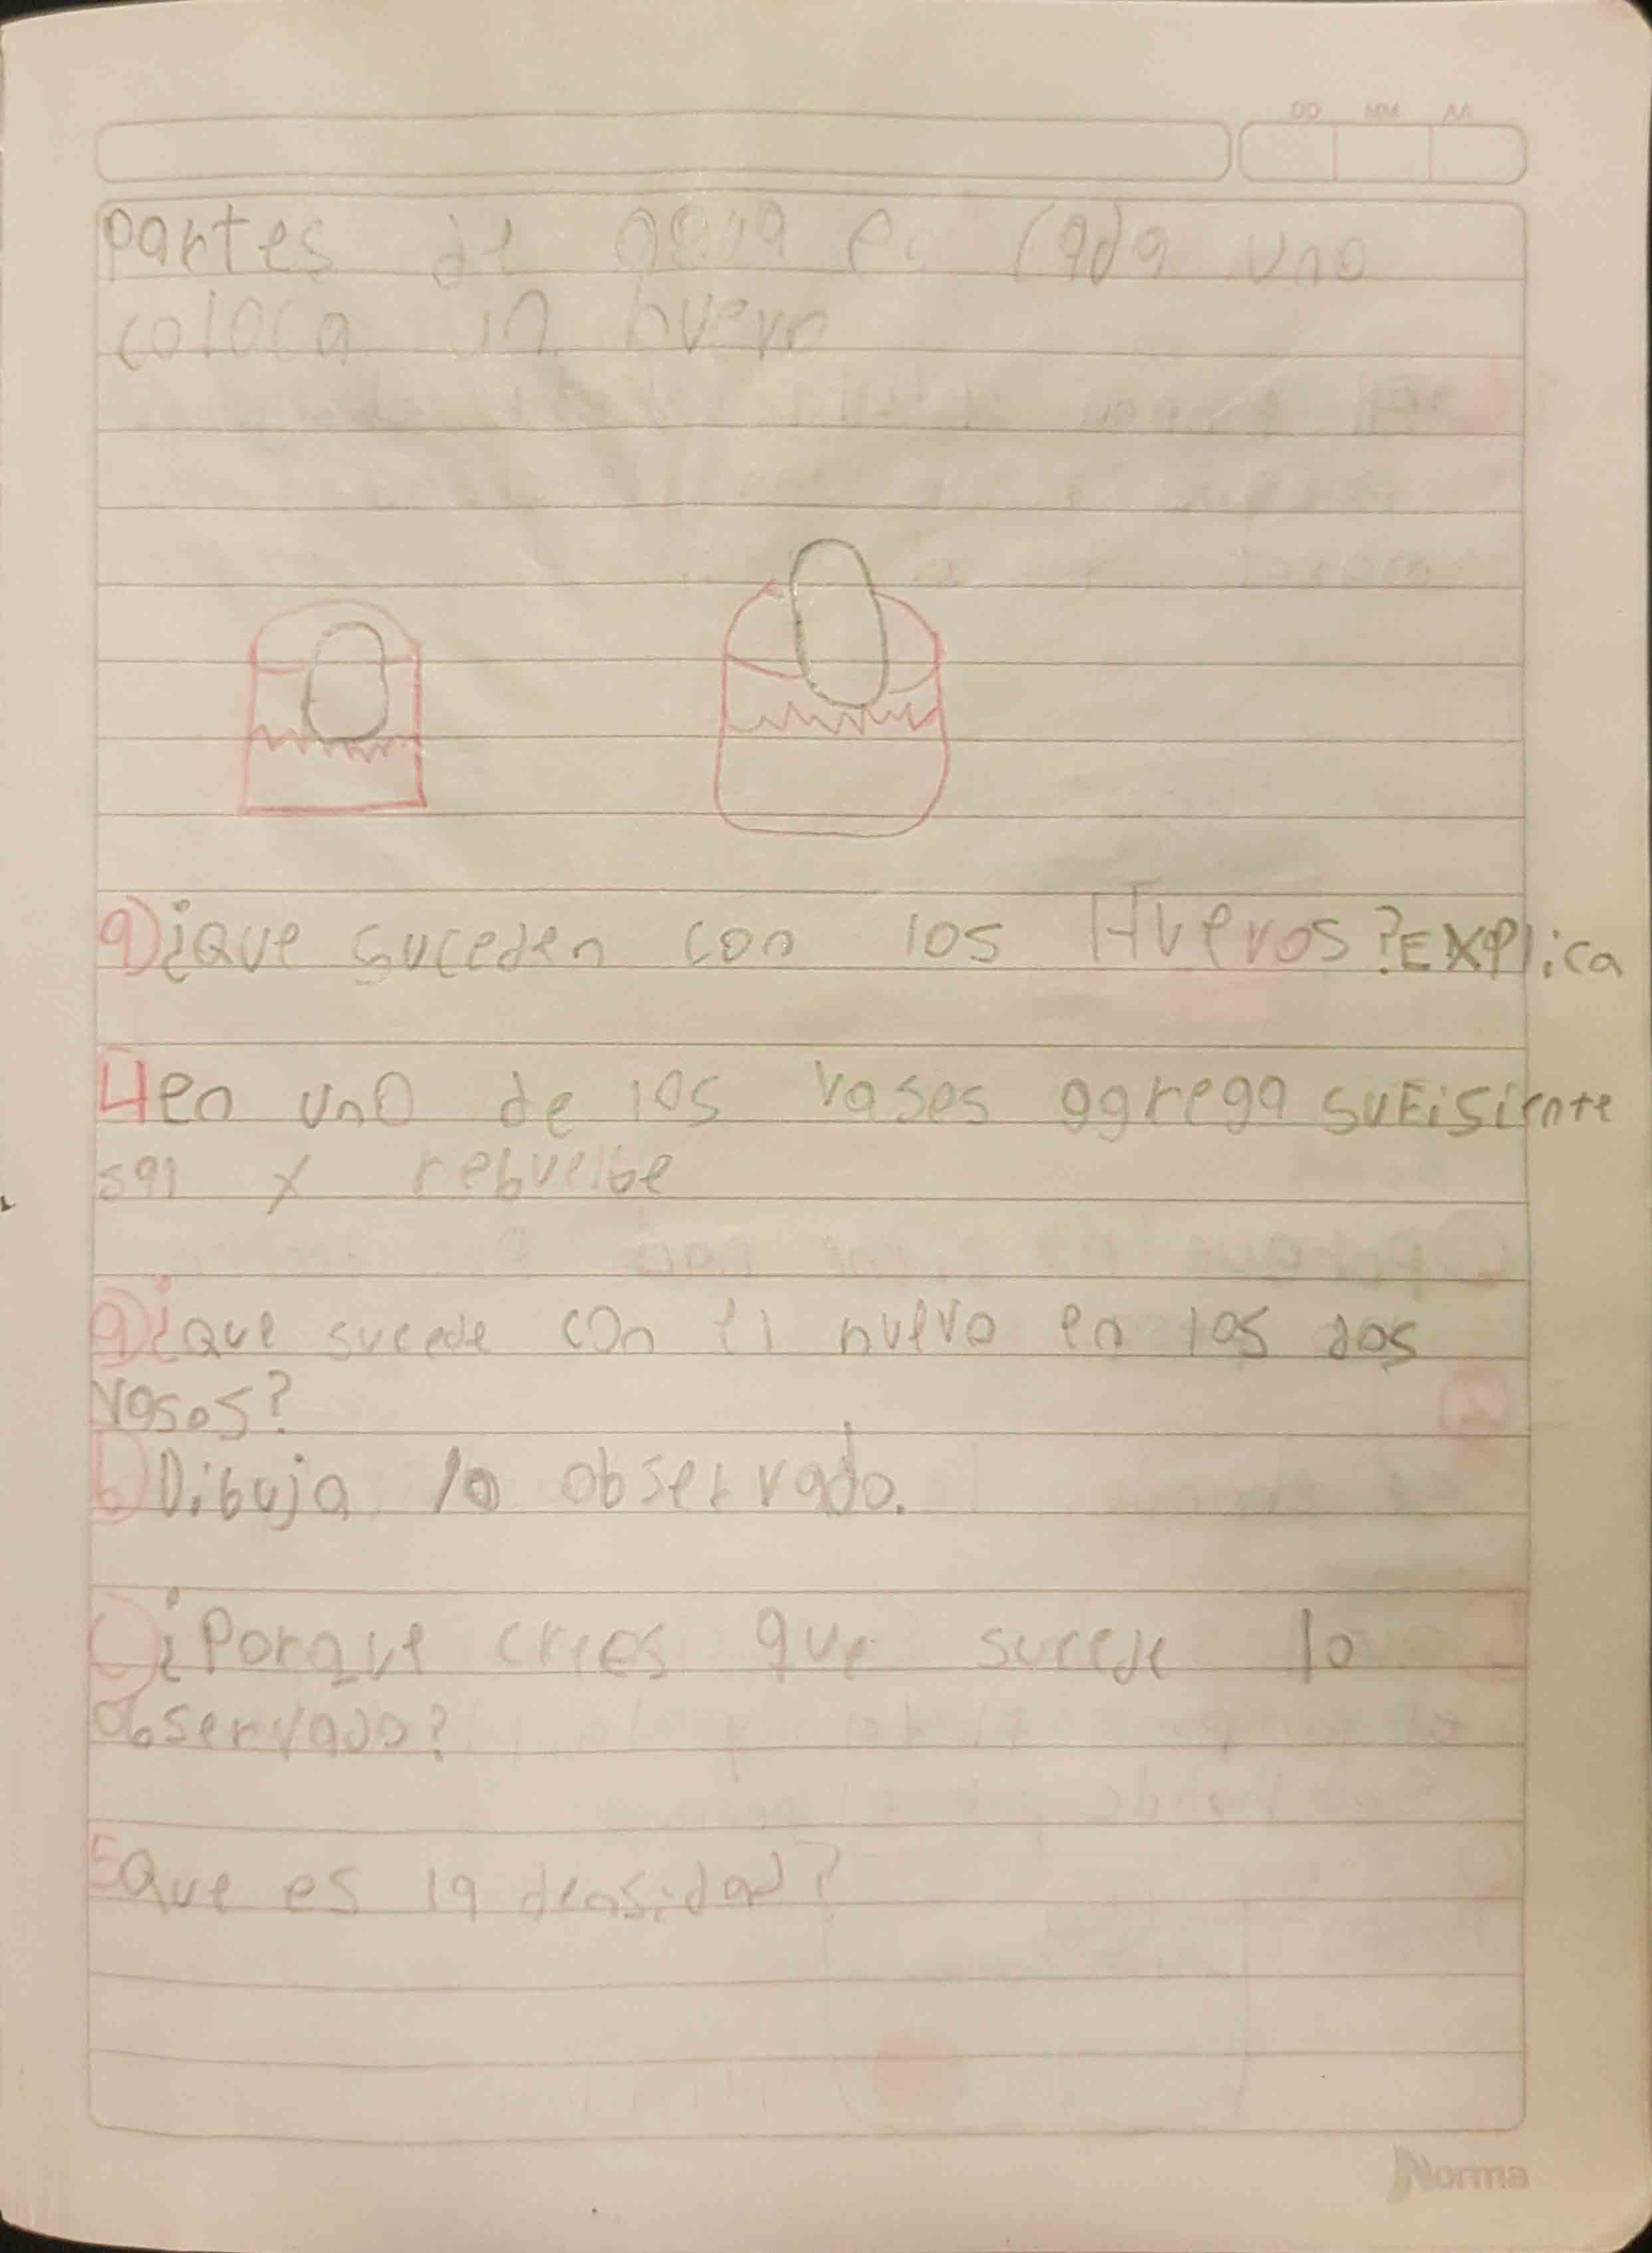 DD MM AA
partes de agua en cada uno
coloca un huevo
a) ¿que suceden con los Huevos? EXPlica
4 en uno de los vases agrega suFisiente
sal y rebuelbe
a) ¿que sucede con el huevo en los dos
vasos?
b) Dibuja lo observado.
c) ¿Porque crees que sucede lo
observado?
5 Que es la densidad?
Norma